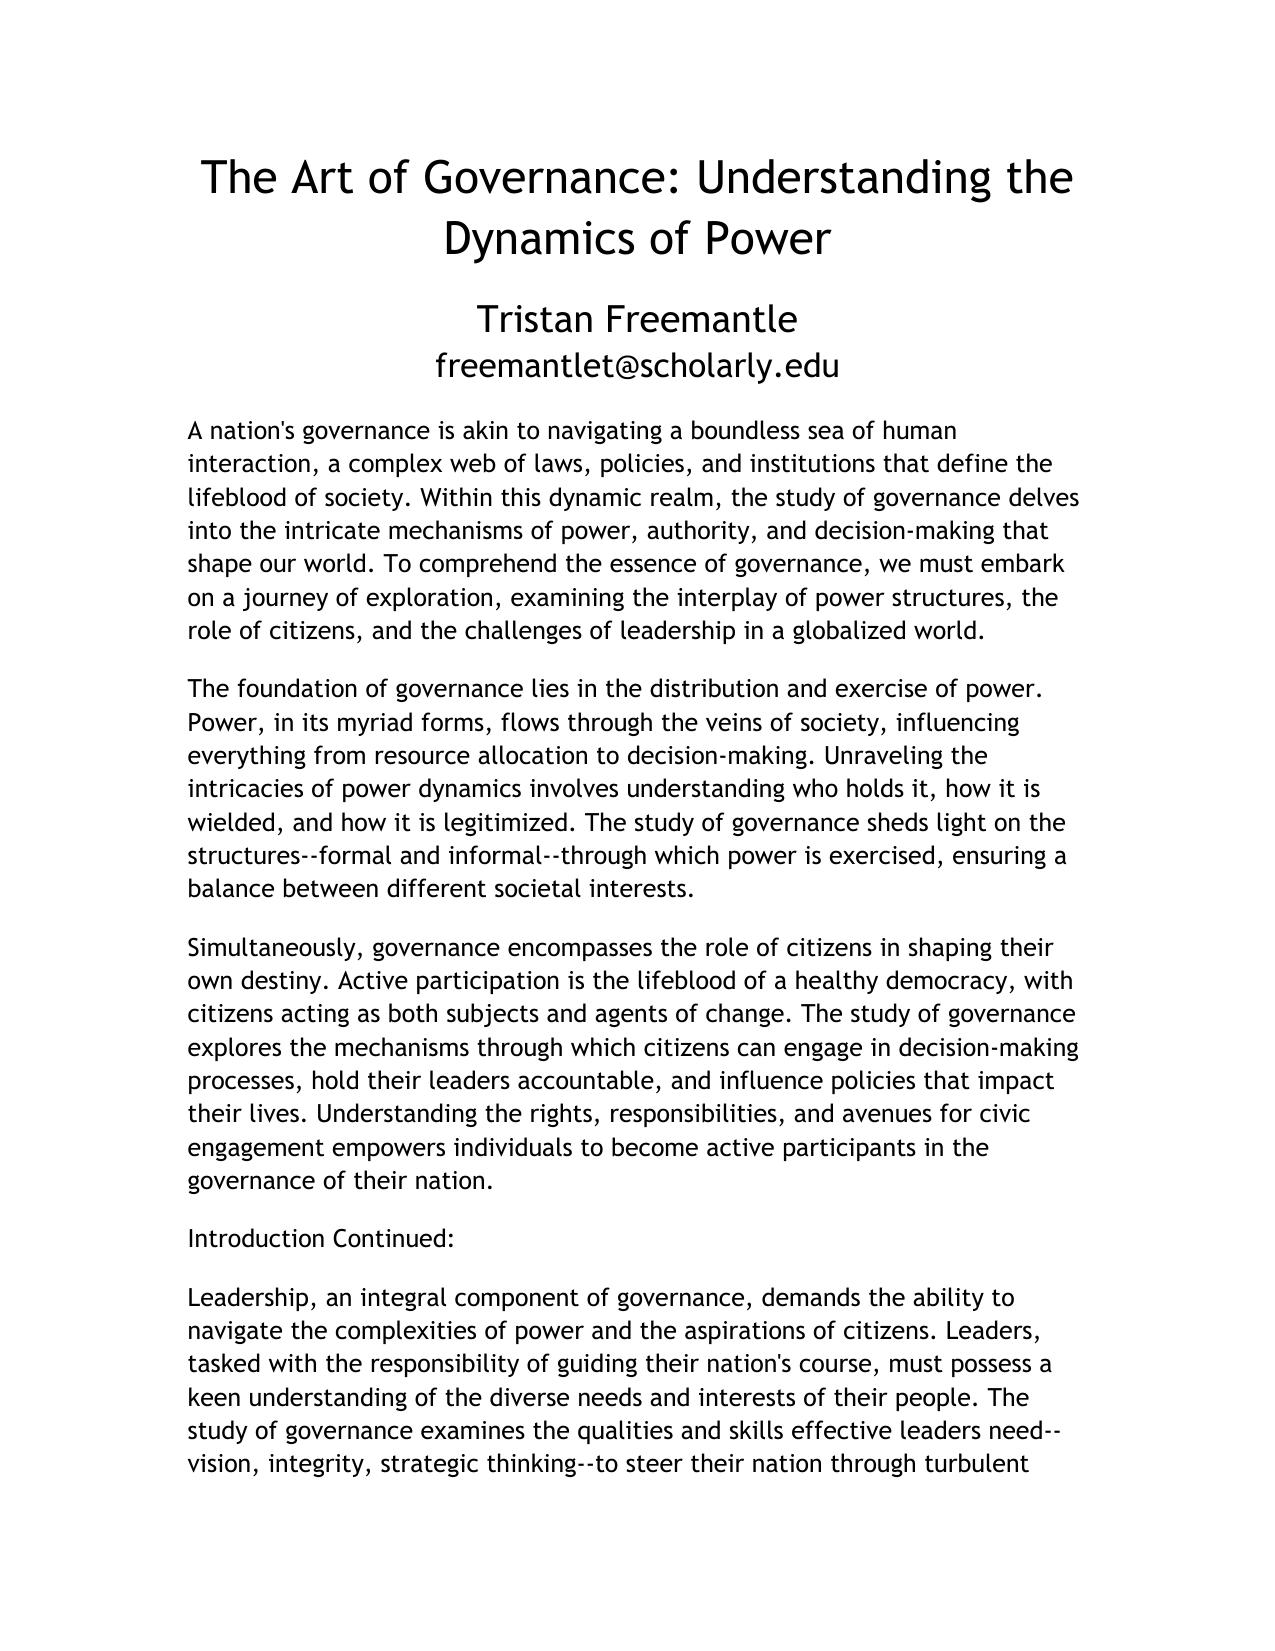 The Art of Governance: Understanding the
Dynamics of Power
Tristan Freemantle
freemantlet@scholarly.edu
A nation's governance is akin to navigating a boundless sea of human
interaction, a complex web of laws, policies, and institutions that define the
lifeblood of society. Within this dynamic realm, the study of governance delves
into the intricate mechanisms of power, authority, and decision-making that
shape our world. To comprehend the essence of governance, we must embark
on a journey of exploration, examining the interplay of power structures, the
role of citizens, and the challenges of leadership in a globalized world.
The foundation of governance lies in the distribution and exercise of power.
Power, in its myriad forms, flows through the veins of society, influencing
everything from resource allocation to decision-making. Unraveling the
intricacies of power dynamics involves understanding who holds it, how it is
wielded, and how it is legitimized. The study of governance sheds light on the
structures--formal and informal--through which power is exercised, ensuring a
balance between different societal interests.
Simultaneously, governance encompasses the role of citizens in shaping their
own destiny. Active participation is the lifeblood of a healthy democracy, with
citizens acting as both subjects and agents of change. The study of governance
explores the mechanisms through which citizens can engage in decision-making
processes, hold their leaders accountable, and influence policies that impact
their lives. Understanding the rights, responsibilities, and avenues for civic
engagement empowers individuals to become active participants in the
governance of their nation.
Introduction Continued:
Leadership, an integral component of governance, demands the ability to
navigate the complexities of power and the aspirations of citizens. Leaders,
tasked with the responsibility of guiding their nation's course, must possess a
keen understanding of the diverse needs and interests of their people. The
study of governance examines the qualities and skills effective leaders need--
vision, integrity, strategic thinking--to steer their nation through turbulent